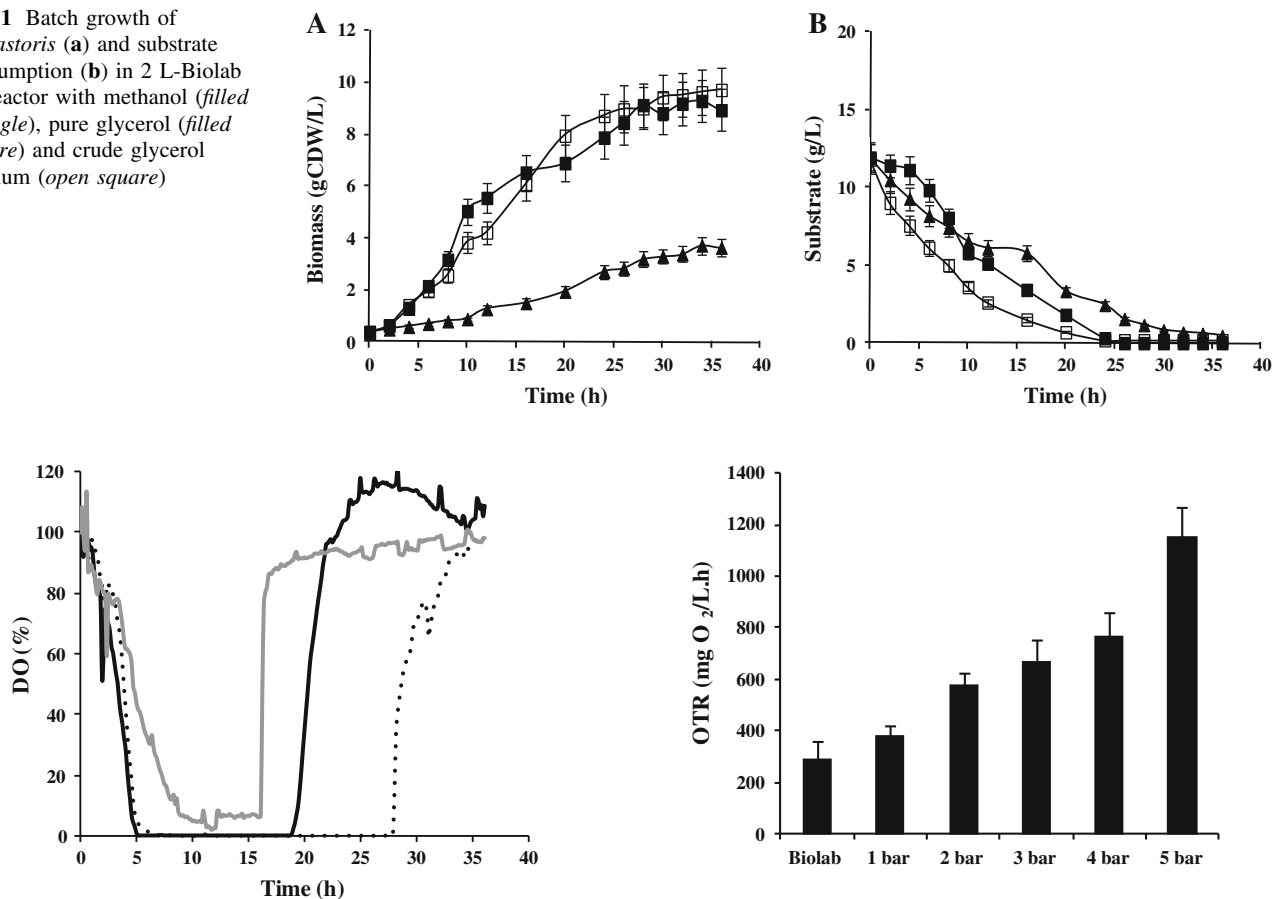 1 Batch growth of
astoris (a) and substrate
umption (b) in 2 L-Biolab
eactor with methanol (filled
gle), pure glycerol (filled
re) and crude glycerol
um (open square)
A
12
10
8
6
4
2
0
Biomass (gCDW/L)
0 5 10 15 20 25 30 35 40
Time (h)
B
20
15
10
5
0
Substrate (g/L)
0 5 10 15 20 25 30 35 40
Time (h)
120
100
80
60
40
20
0
DO (%)
0 5 10 15 20 25 30 35 40
Time (h)
1400
1200
1000
800
600
400
200
0
OTR (mg O2/L.h)
Biolab 1 bar 2 bar 3 bar 4 bar 5 bar